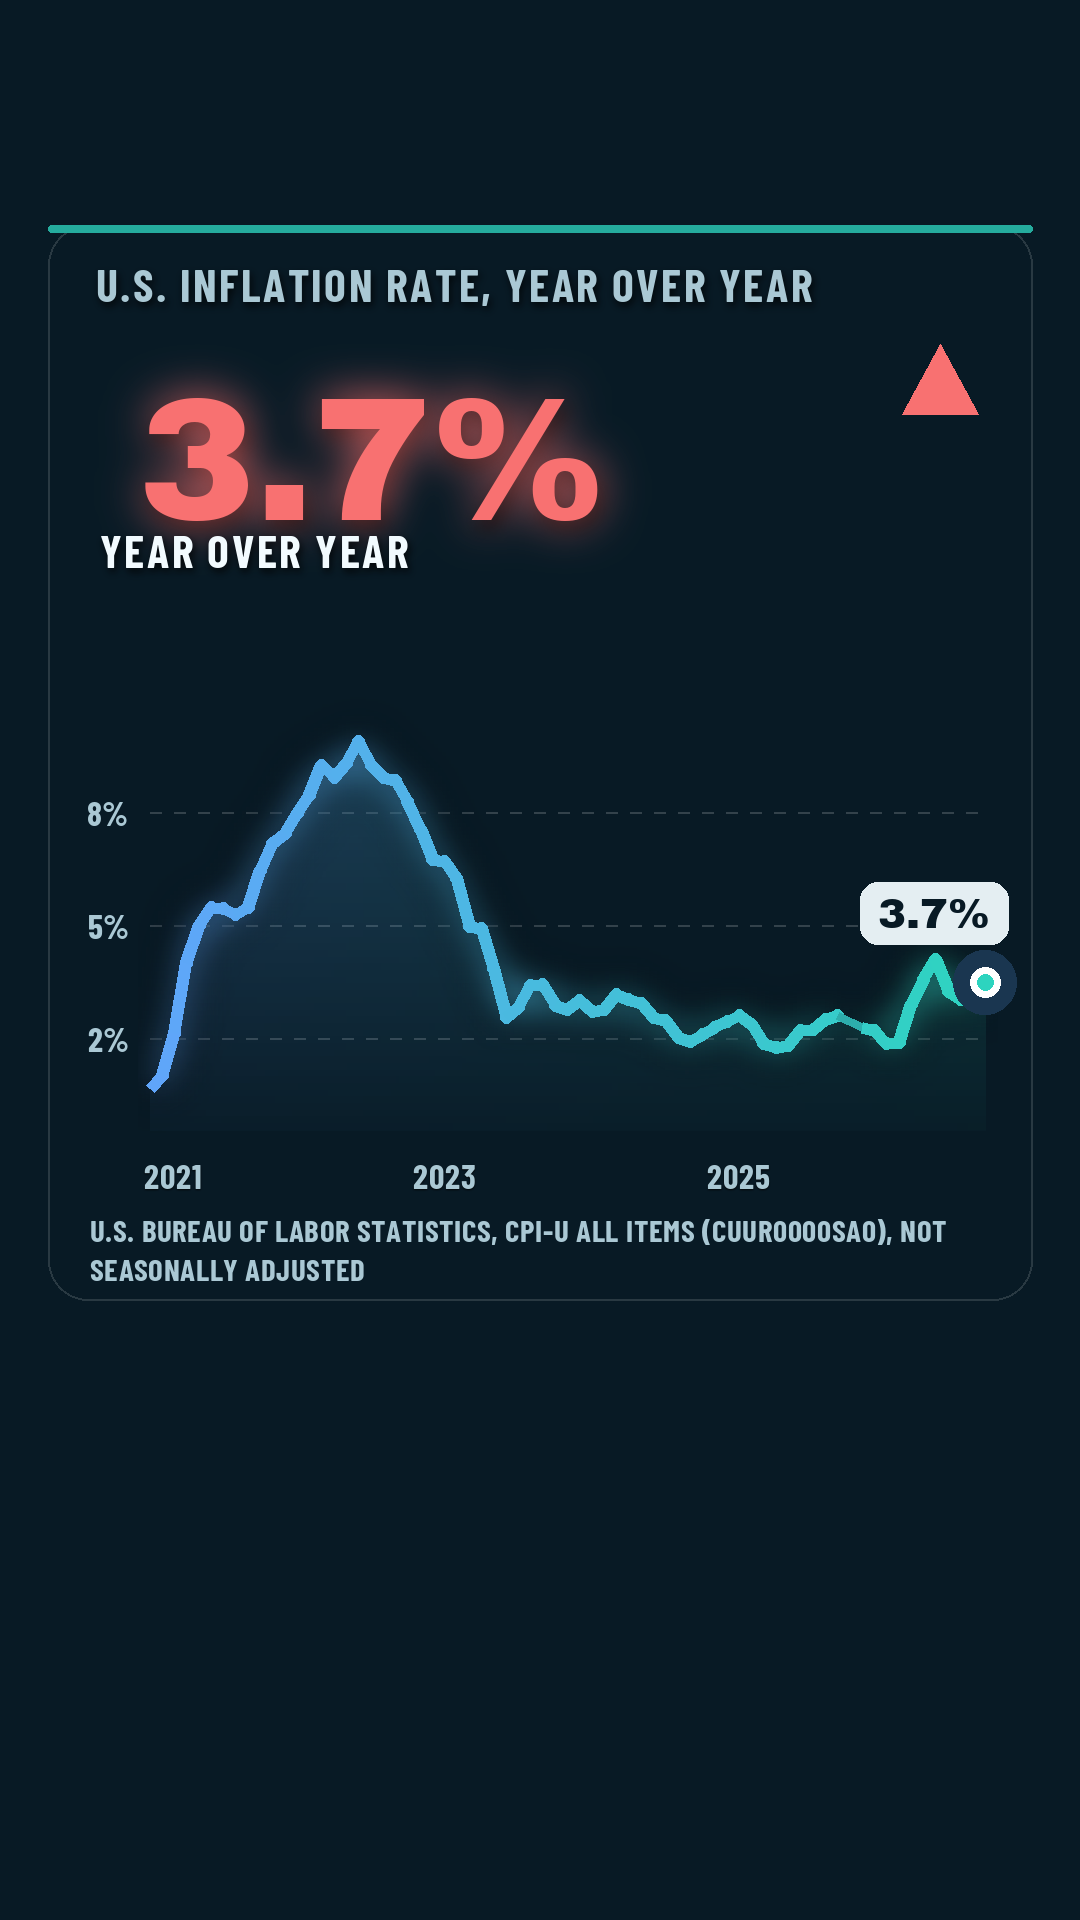 U.S. INFLATION RATE, YEAR OVER YEAR
3.7%
YEAR OVER YEAR
8%
5%
3.7%
2%
2021 2023 2025
U.S. BUREAU OF LABOR STATISTICS, CPI-U ALL ITEMS (CUUR0000SA0), NOT
SEASONALLY ADJUSTED